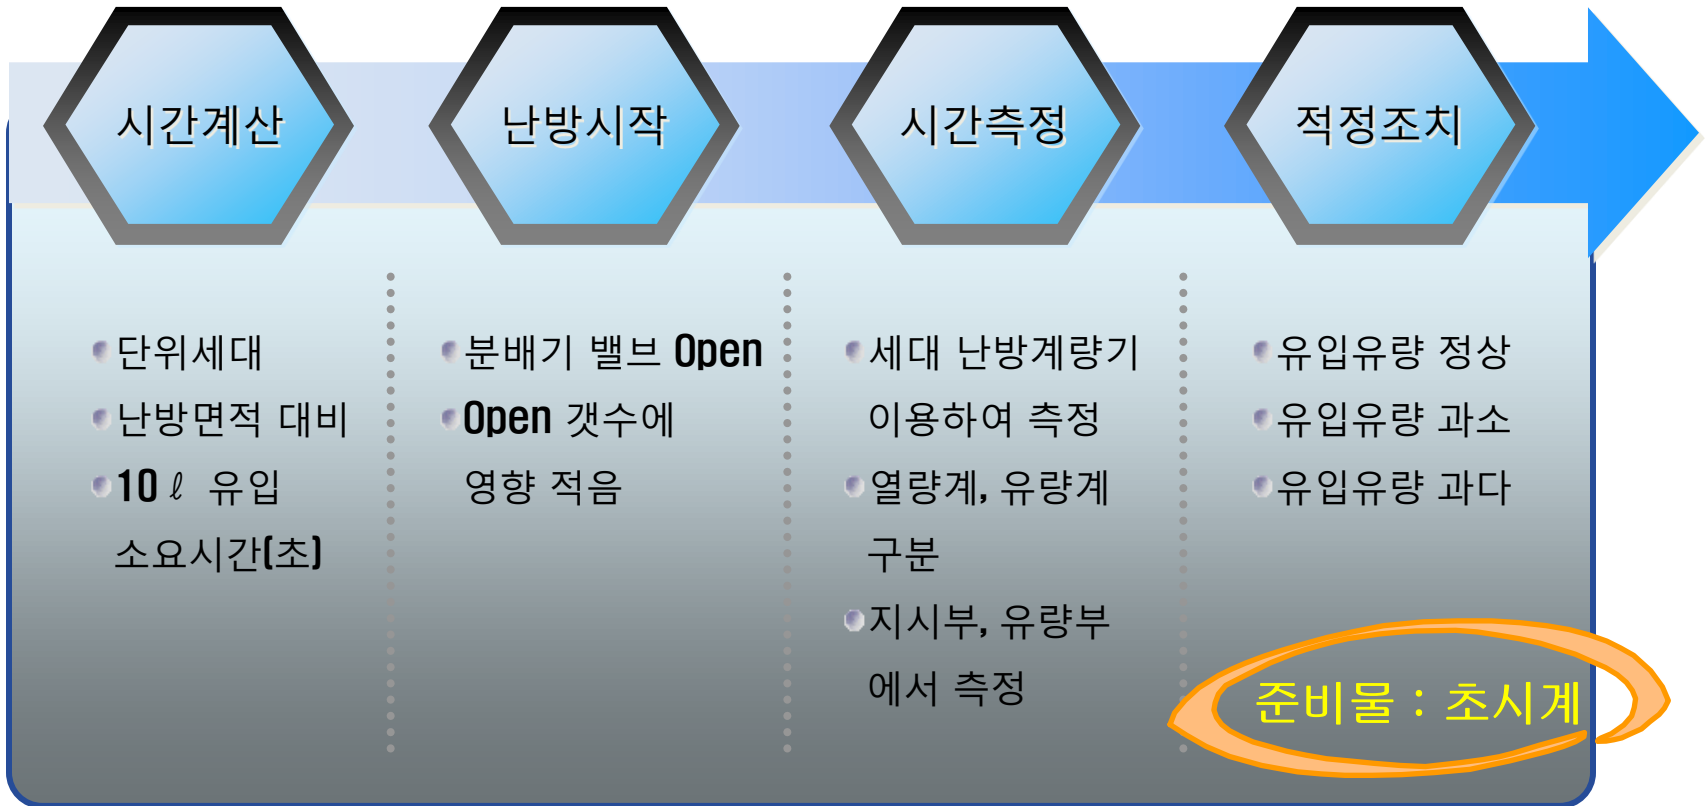 시간계산
난방시작
시간측정
적정조치
단위세대
난방면적 대비
10 ℓ 유입
소요시간(초)
분배기 밸브 Open
Open 갯수에
영향 적음
세대 난방계량기
이용하여 측정
열량계, 유량계
구분
지시부, 유량부
에서 측정
유입유량 정상
유입유량 과소
유입유량 과다
준비물 : 초시계